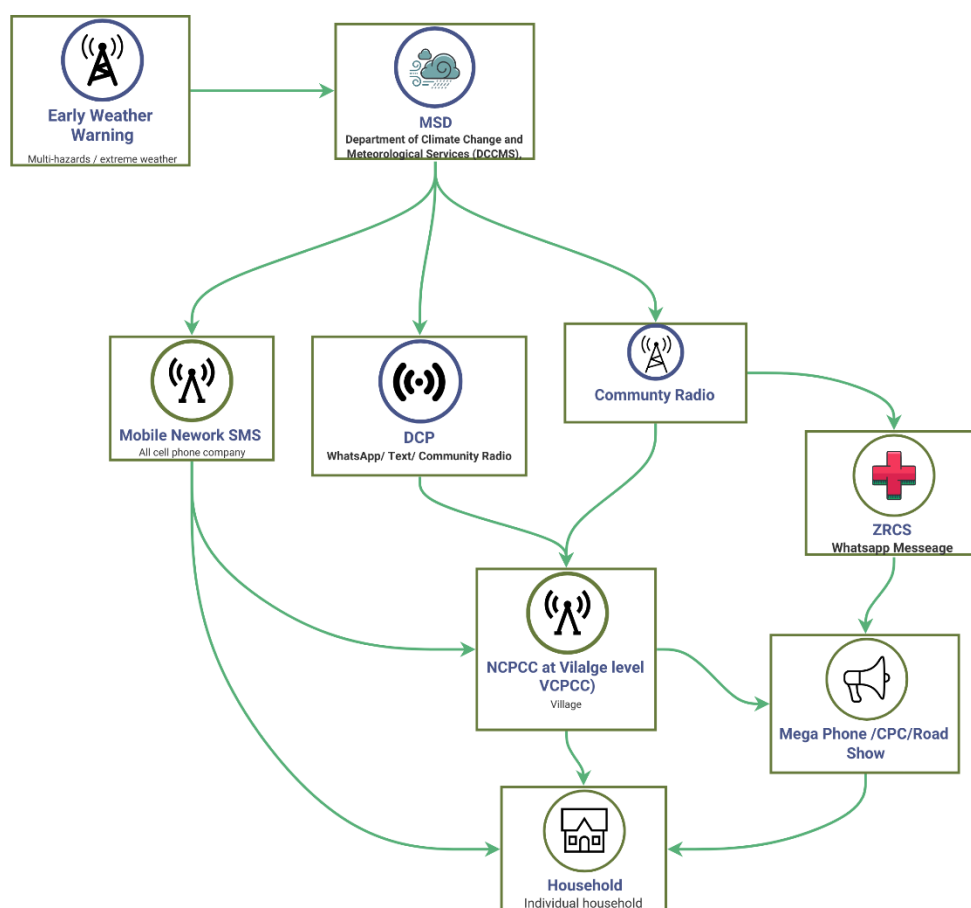 Early Weather
Warning
Multi-hazards / extreme weather
MSD
Department of Climate Change and
Meteorological Services (DCCMS),
Mobile Nework SMS
All cell phone company
DCP
WhatsApp/ Text/ Community Radio
Communty Radio
ZRCS
Whatsapp Messeage
NCPCC at Vilalge level
VCPCC)
Village
Mega Phone /CPC/Road
Show
Household
Individual household